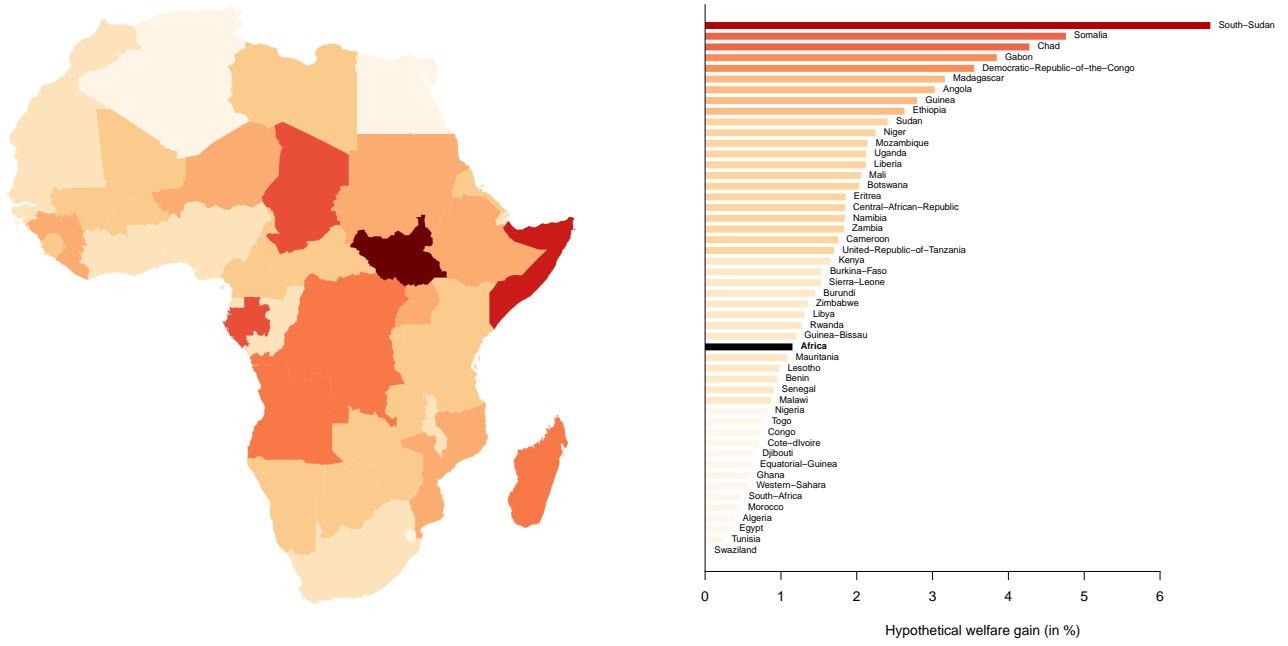 South–Sudan
Somalia
Chad
Gabon
Democratic–Republic–of–the–Congo
Madagascar
Angola
Guinea
Ethiopia
Sudan
Niger
Mozambique
Uganda
Liberia
Mali
Botswana
Eritrea
Central–African–Republic
Namibia
Zambia
Cameroon
United–Republic–of–Tanzania
Kenya
Burkina–Faso
Sierra–Leone
Burundi
Zimbabwe
Libya
Rwanda
Guinea–Bissau
Africa
Mauritania
Lesotho
Benin
Senegal
Malawi
Nigeria
Togo
Congo
Cote–dIvoire
Djibouti
Equatorial–Guinea
Ghana
Western–Sahara
South–Africa
Morocco
Algeria
Egypt
Tunisia
Swaziland
0 1 2 3 4 5 6
Hypothetical welfare gain (in %)